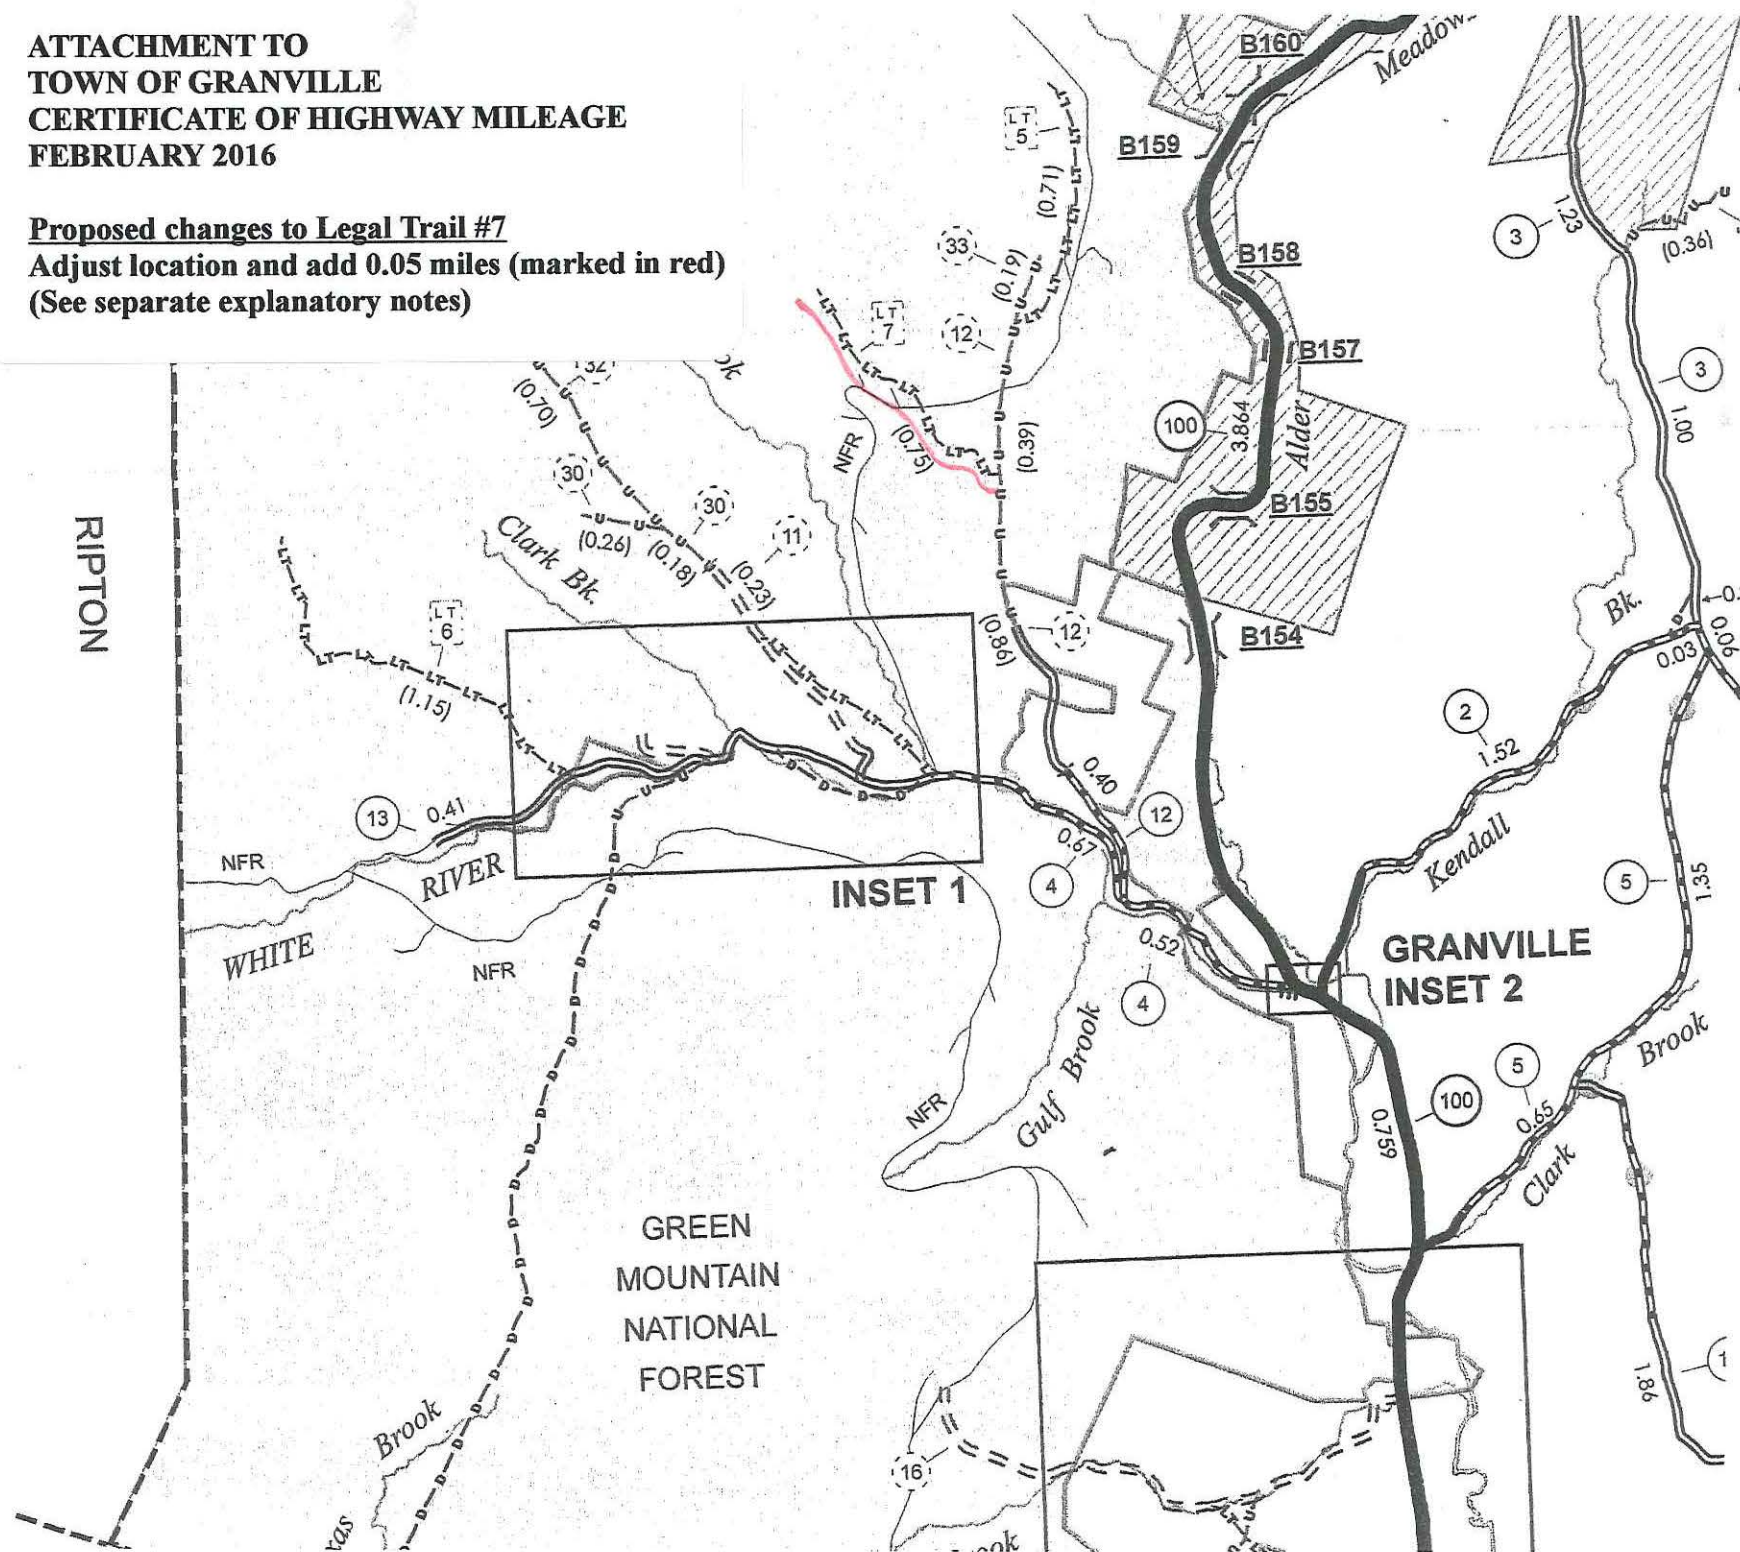 ATTACHMENT TO
TOWN OF GRANVILLE
CERTIFICATE OF HIGHWAY MILEAGE
FEBRUARY 2016
Proposed changes to Legal Trail #7
Adjust location and add 0.05 miles (marked in red)
(See separate explanatory notes)
B160
Meadow
LT
5
B159
(0.71)
3
1.23
(0.36)
33
(0.19)
B158
LT
7
12
B157
3
32
(0.70)
Alder
100
3.864
1.00
NFR
(0.75)
(0.39)
30
30
B155
RIPTON
Clark Bk.
(0.26)
(0.18)
11
(0.23)
Bk.
LT
6
(0.86)
12
B154
0.03
0.06
(1.15)
2
1.52
0.40
13
0.41
12
0.67
NFR
RIVER
INSET 1
4
Kendall
5
1.35
WHITE
NFR
0.52
4
GRANVILLE
INSET 2
Brook
Gulf Brook
5
0.65
100
0.759
NFR
Clark
GREEN
MOUNTAIN
NATIONAL
FOREST
1.86
Brook
16